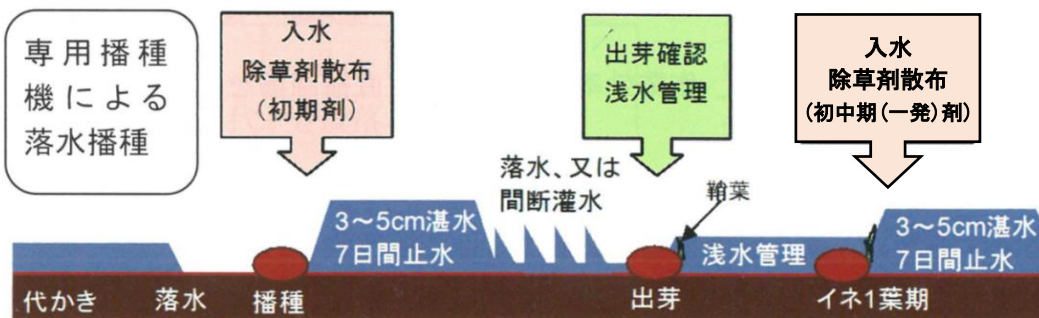 専用播種
機による
落水播種
入水
除草剤散布
(初期剤)
出芽確認
浅水管理
入水
除草剤散布
(初中期(一発)剤)
落水、又は
間断灌水
鞘葉
3～5cm湛水
7日間止水
浅水管理
3～5cm湛水
7日間止水
代かき
落水
播種
出芽
イネ1葉期